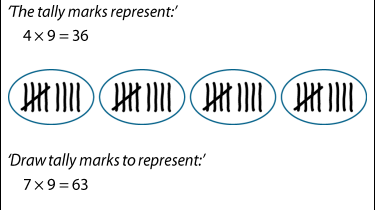 ‘The tally marks represent:’
4 × 9 = 36
‘Draw tally marks to represent:’
7 × 9 = 63